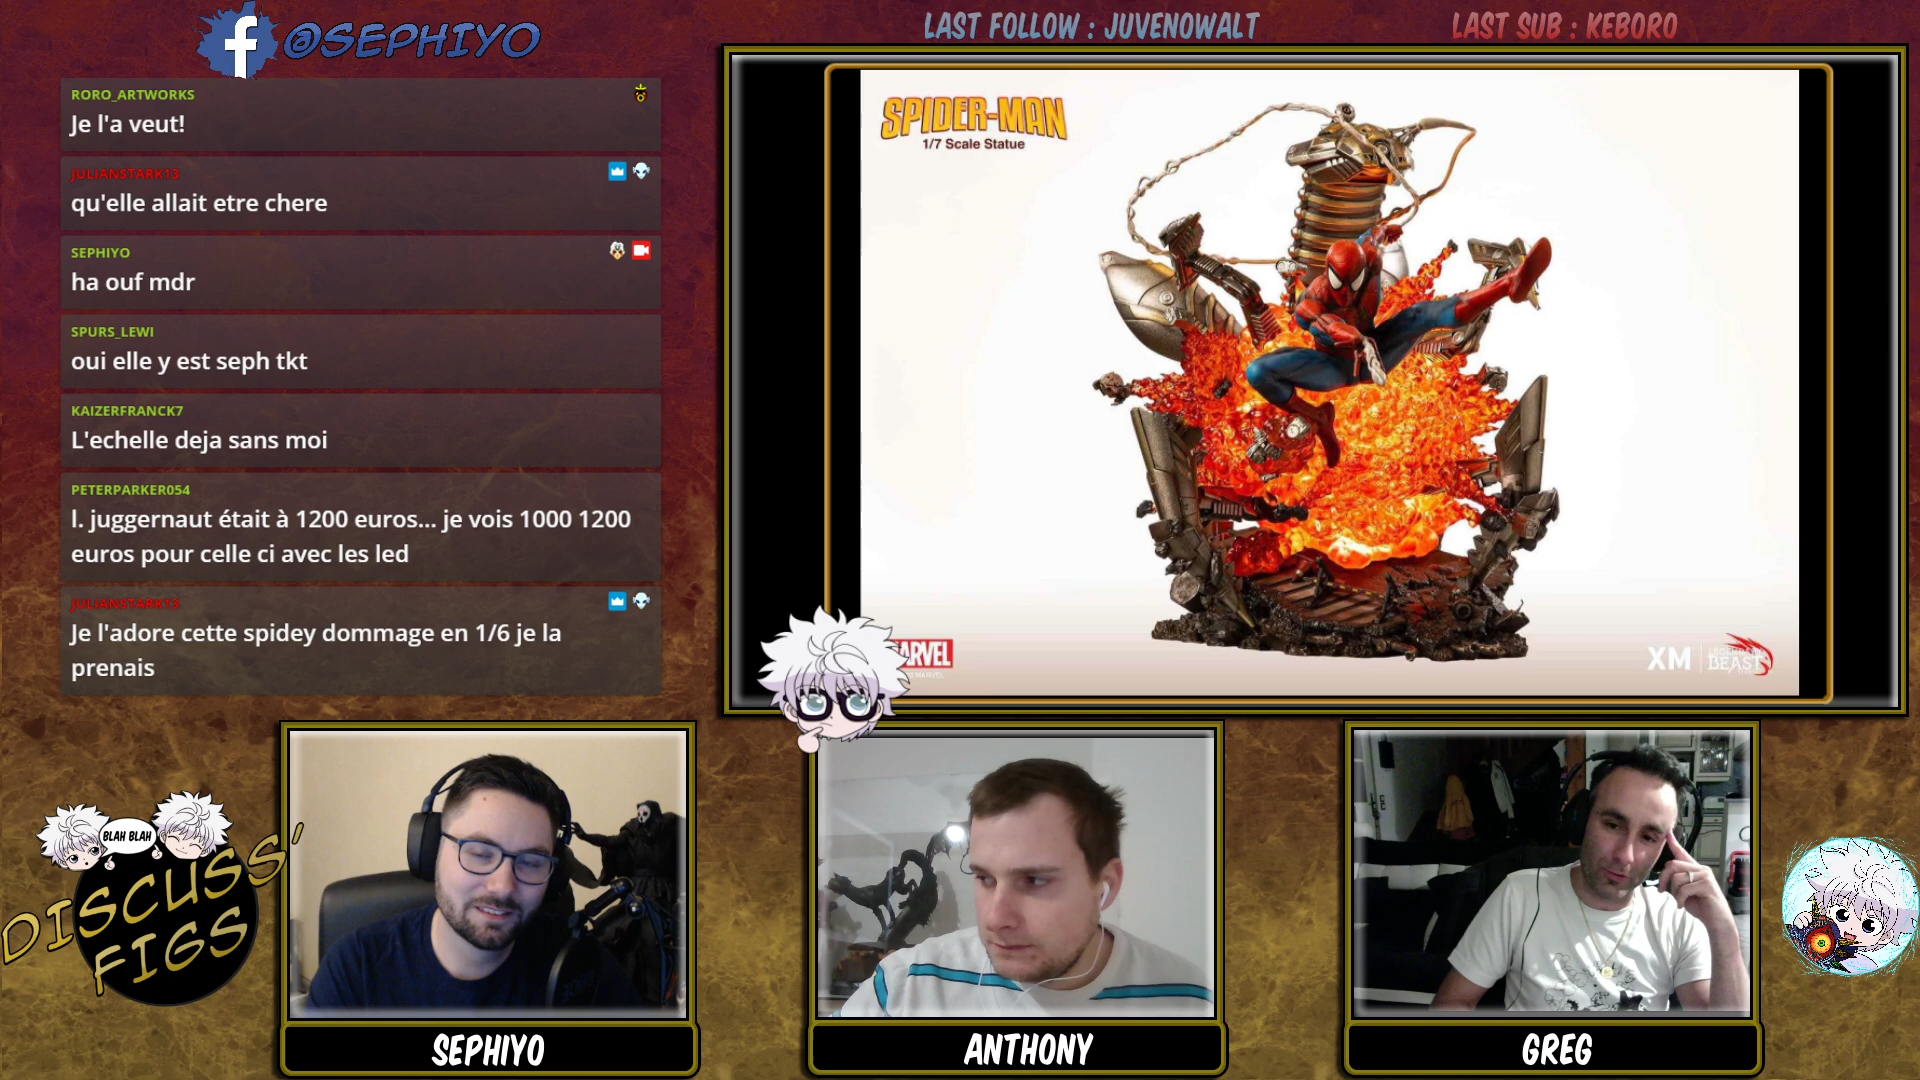 @SEPHIYO
LAST FOLLOW : JUVENOWALT
LAST SUB : KEBORO
RORO_ARTWORKS
Je l'a veut!
JULIANSTARK13
qu'elle allait etre chere
SEPHIYO
ha ouf mdr
SPURS_LEWI
oui elle y est seph tkt
KAIZERFRANCK7
L'echelle deja sans moi
PETERPARKER054
l. juggernaut était à 1200 euros... je vois 1000 1200
euros pour celle ci avec les led
JULIANSTARK13
Je l'adore cette spidey dommage en 1/6 je la
prenais
SPIDER-MAN
1/7 Scale Statue
ARVEL
MARVEL
XM
BEAST
BLAH BLAH
DISCUSS'
FIGS
SEPHIYO
ANTHONY
GREG